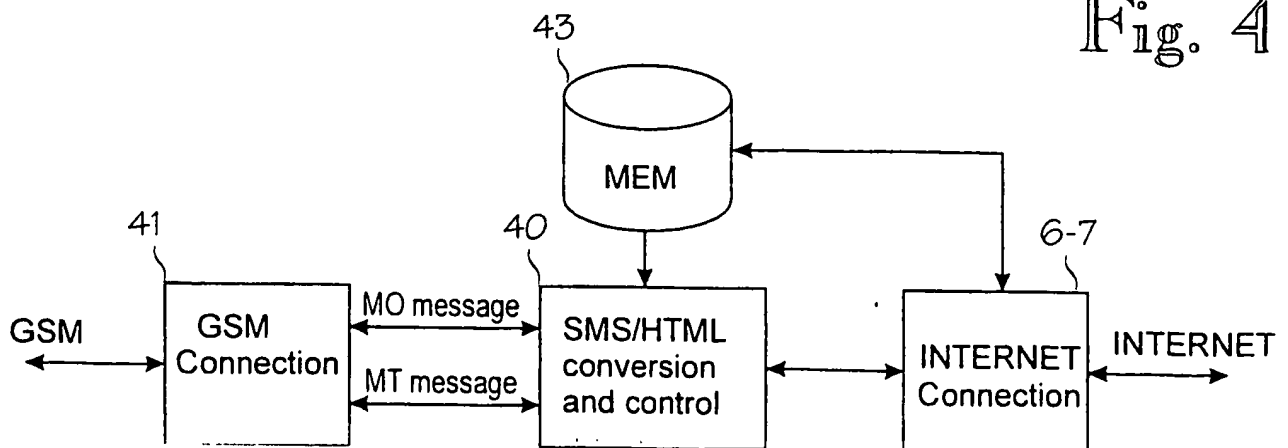 Fig. 4
43
MEM
41
40
6-7
GSM
GSM
Connection
MO message
MT message
SMS/HTML
conversion
and control
INTERNET
Connection
INTERNET